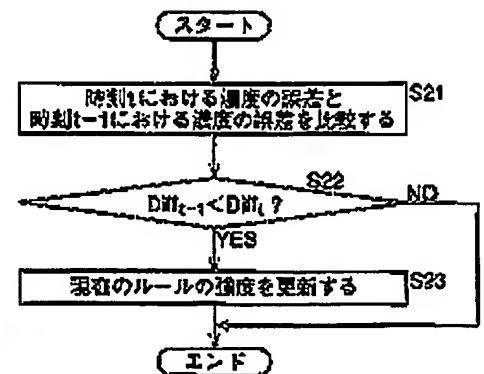 スタート
時刻tにおける濃度の誤差と
時刻t-1における濃度の誤差を比較する
S21
S22
Diff_{t-1}<Diff_t?
NO
YES
現在のルールの強度を更新する
S23
エンド